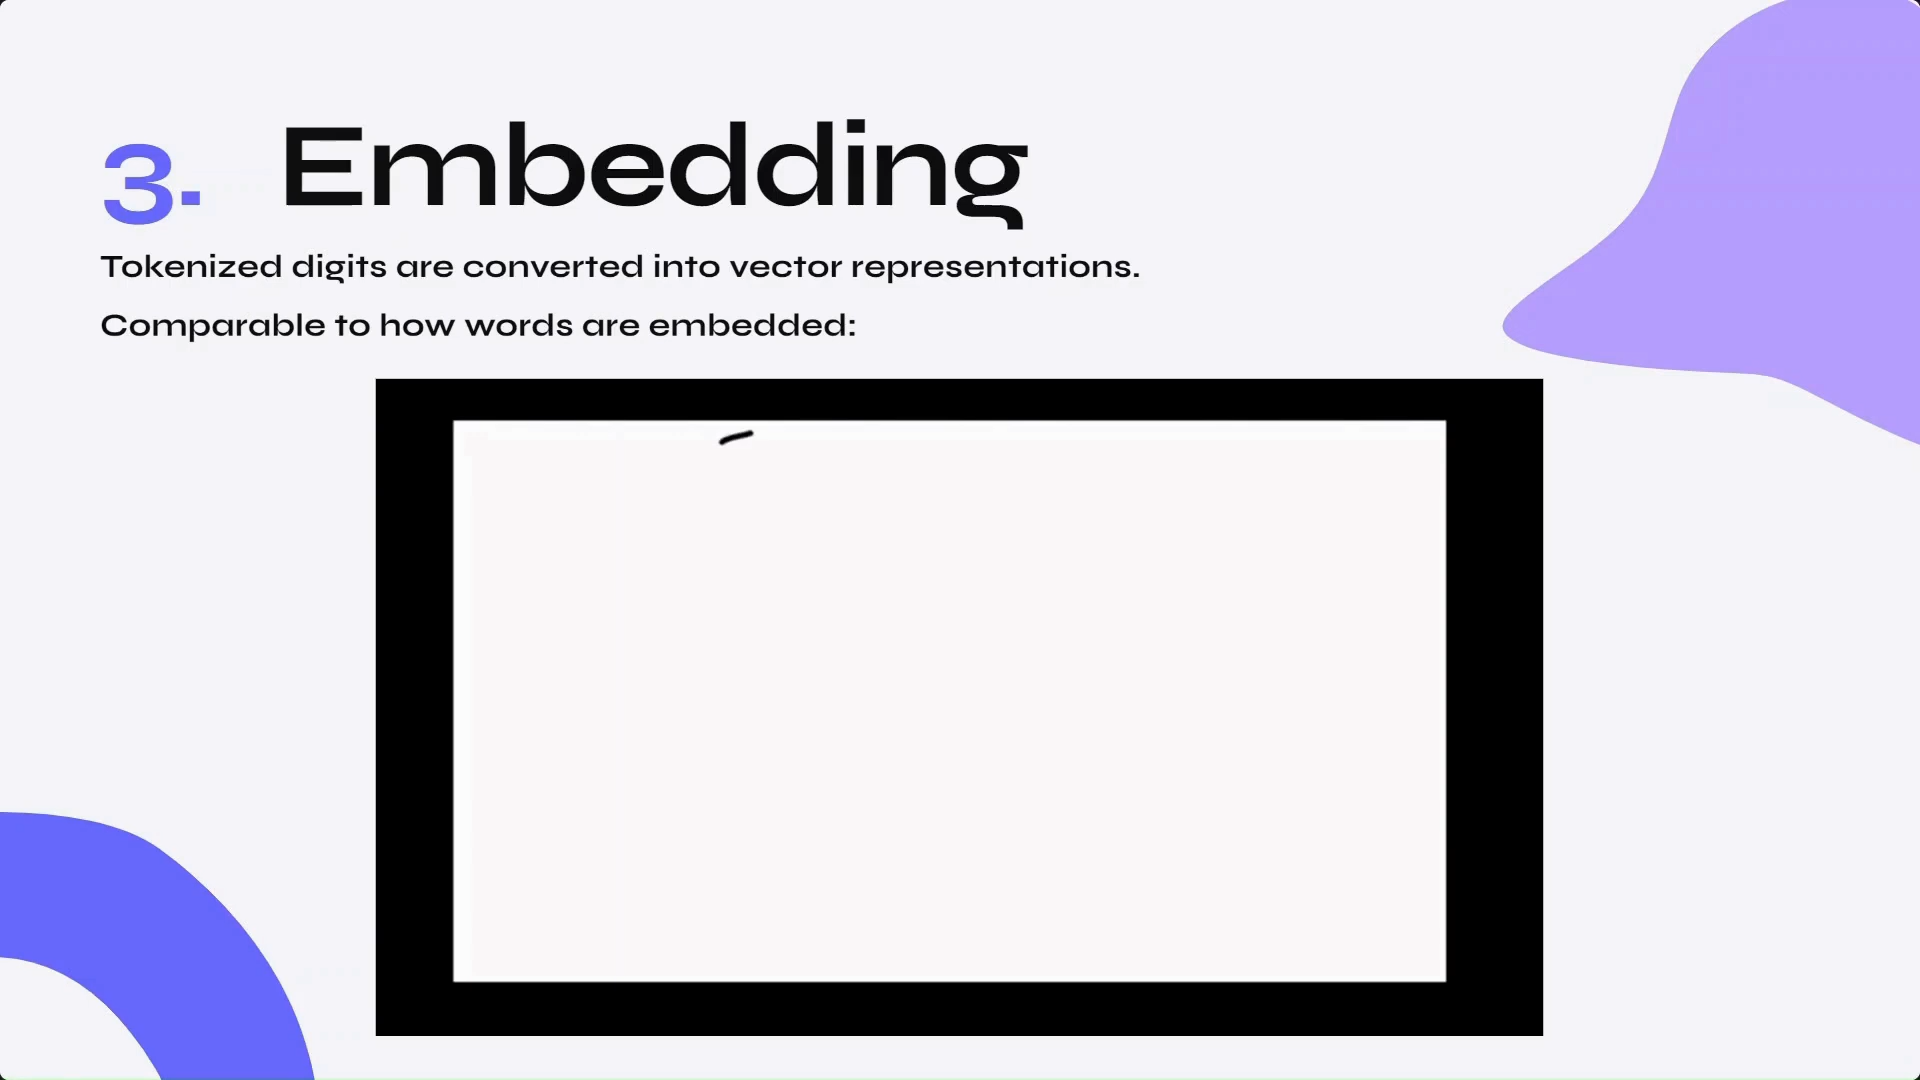 3. Embedding
Tokenized digits are converted into vector representations.
Comparable to how words are embedded: